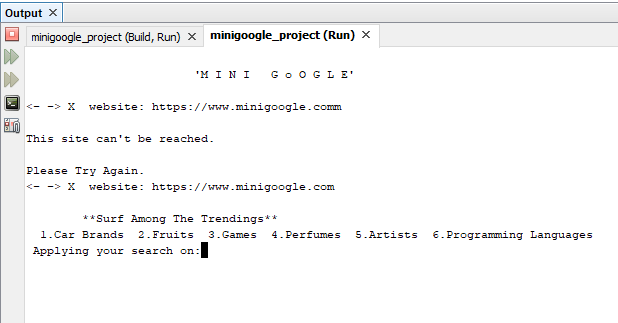 Output ×
minigoogle_project (Build, Run) × minigoogle_project (Run) ×
'M I N I   G o O G L E'
<- -> X  website: https://www.minigoogle.comm
This site can't be reached.
Please Try Again.
<- -> X  website: https://www.minigoogle.com
**Surf Among The Trendings**
1.Car Brands  2.Fruits  3.Games  4.Perfumes  5.Artists  6.Programming Languages
Applying your search on: